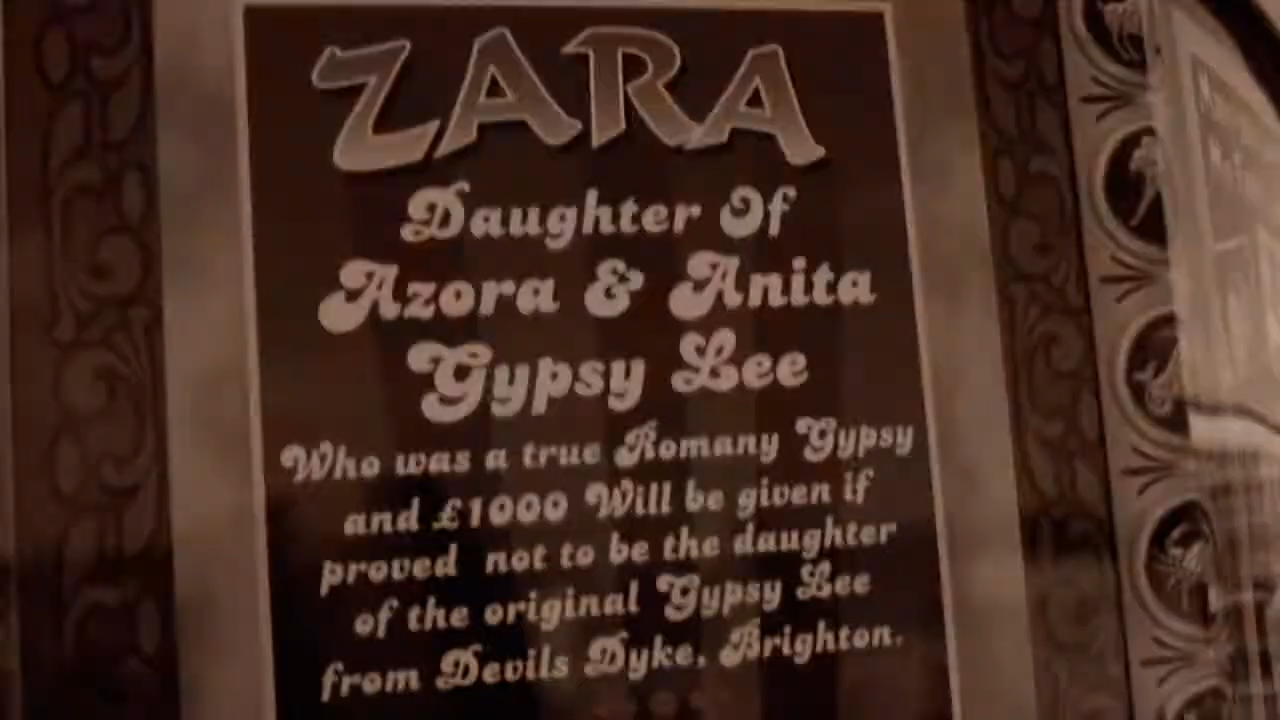 ZARA
Daughter Of
Azora & Anita
Gypsy Lee
Who was a true Romany Gypsy
and £1000 Will be given if
proved not to be the daughter
of the original Gypsy Lee
from Devils Dyke, Brighton.